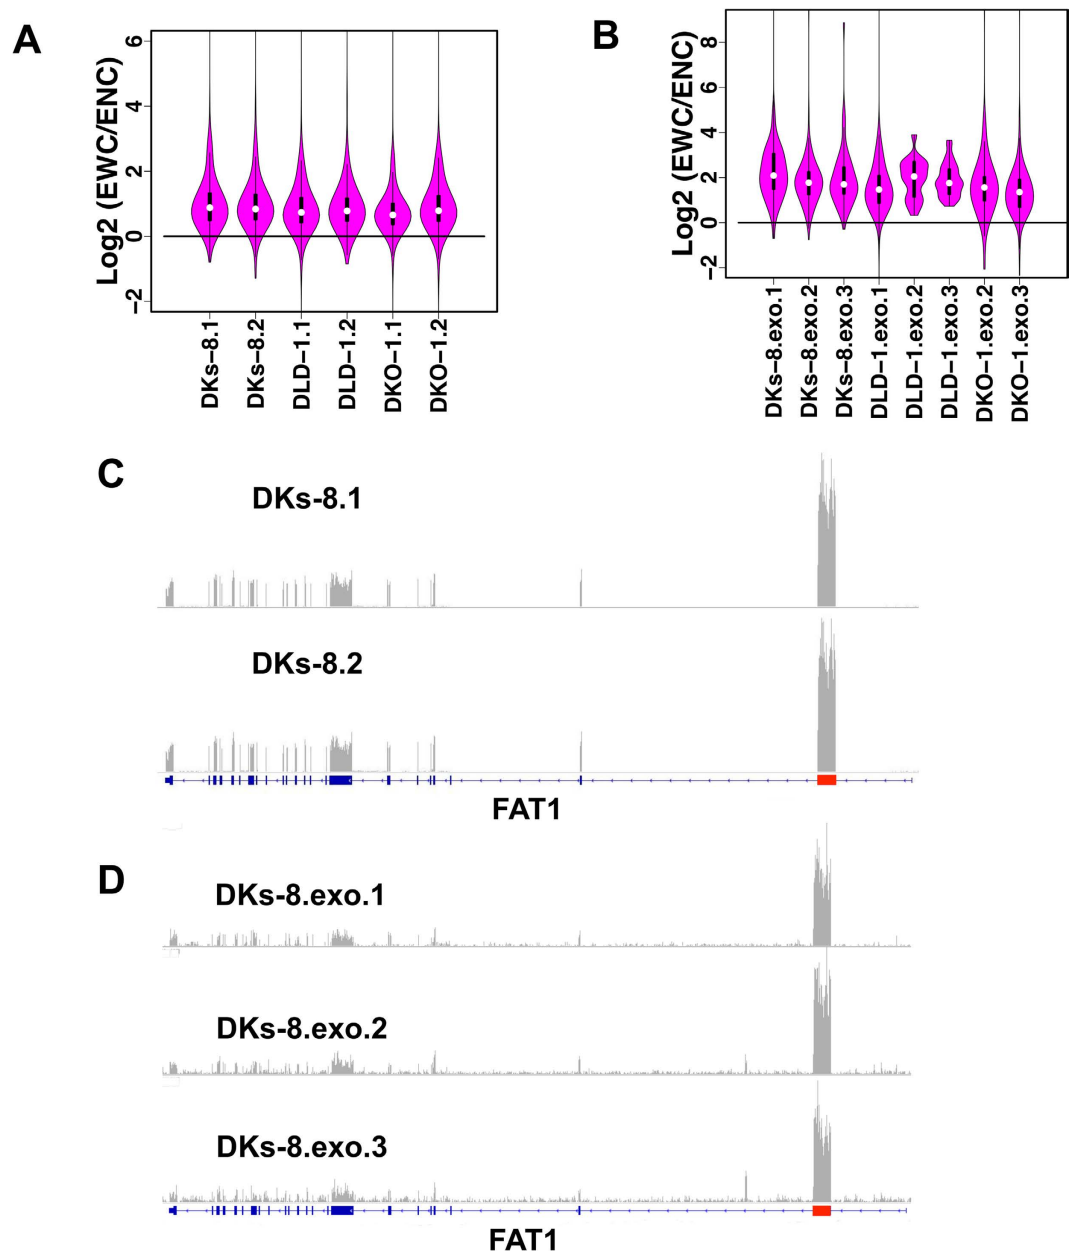 A
Log2 (EWC/ENC)
6
4
2
0
−2
DKs−8.1
DKs−8.2
DLD−1.1
DLD−1.2
DKO−1.1
DKO−1.2
B
Log2 (EWC/ENC)
8
6
4
2
0
−2
DKs−8.exo.1
DKs−8.exo.2
DKs−8.exo.3
DLD−1.exo.1
DLD−1.exo.2
DLD−1.exo.3
DKO−1.exo.2
DKO−1.exo.3
C
DKs-8.1
DKs-8.2
FAT1
D
DKs-8.exo.1
DKs-8.exo.2
DKs-8.exo.3
FAT1